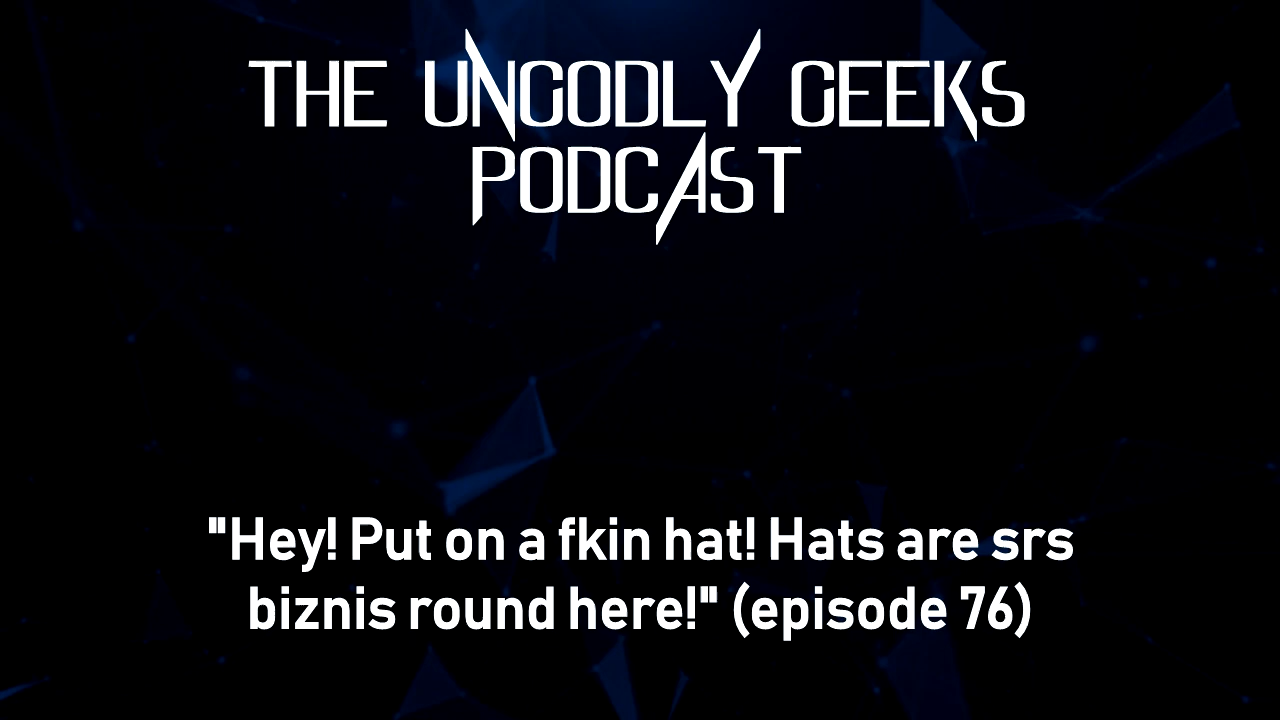 THE UNGODLY GEEKS
PODCAST
"Hey! Put on a fkin hat! Hats are srs
biznis round here!" (episode 76)